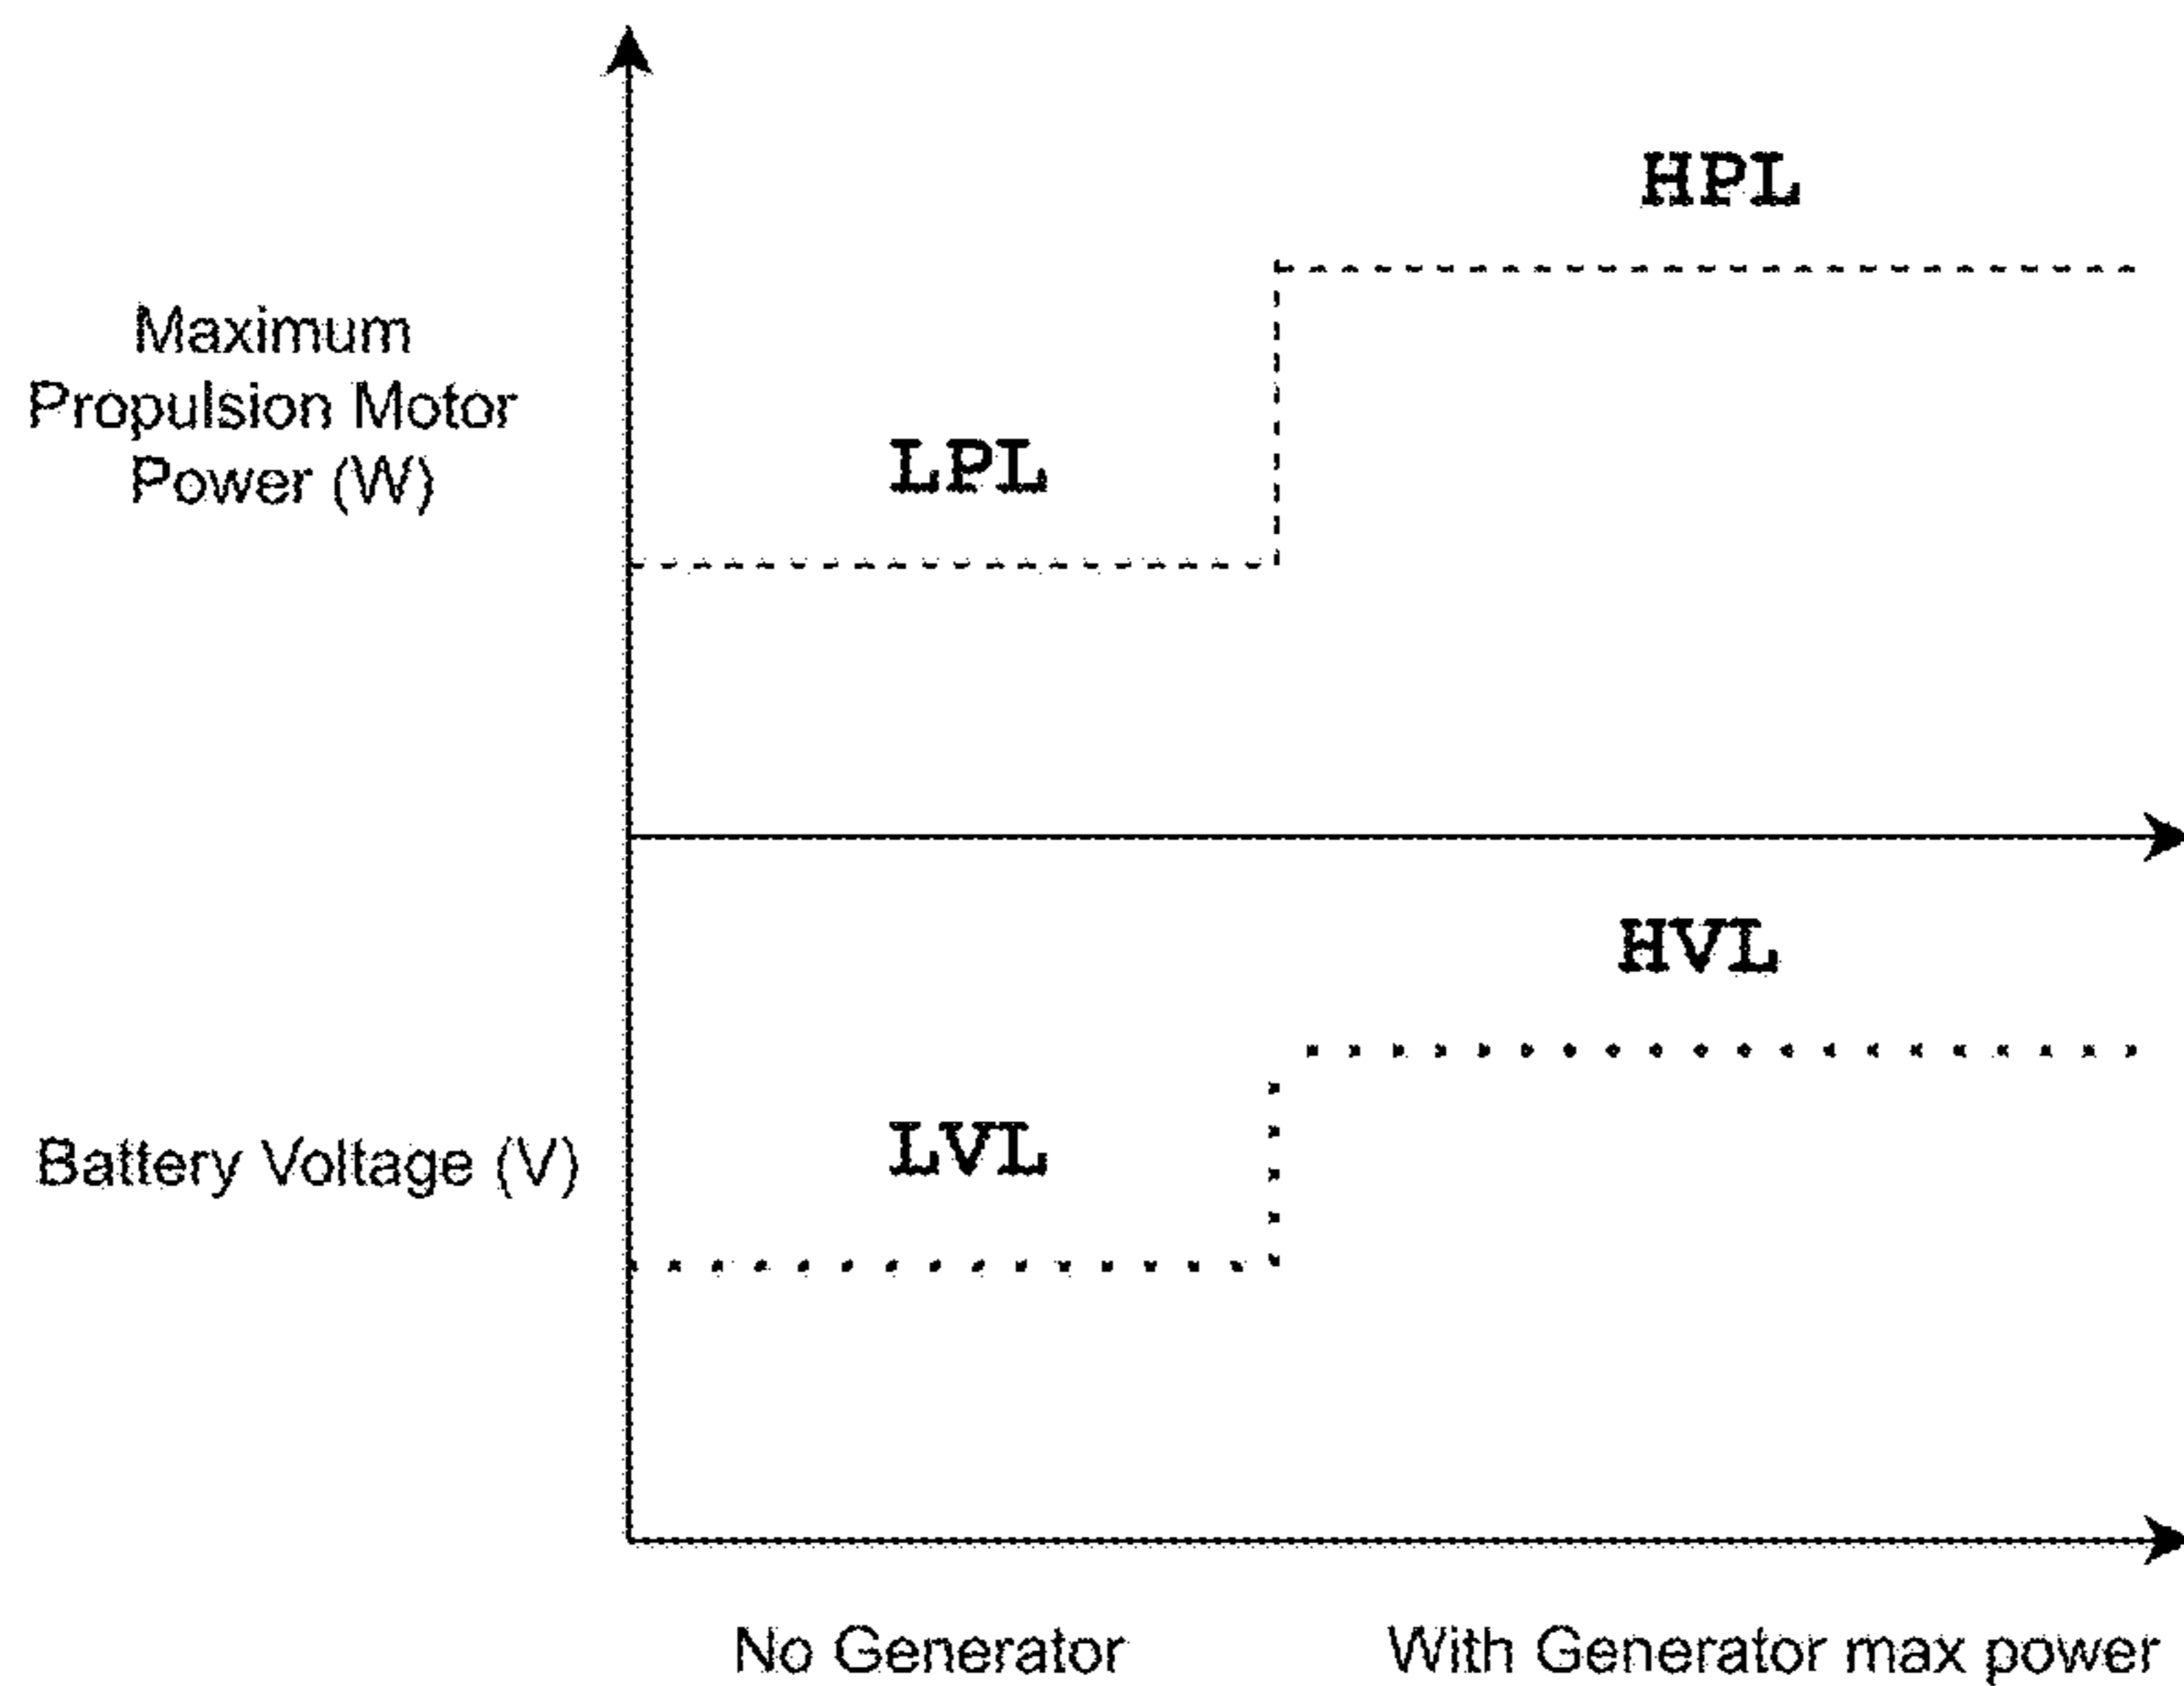 HPL
Maximum
Propulsion Motor
Power (W)
LPL
HVL
Battery Voltage (V)
LVL
No Generator
With Generator max power